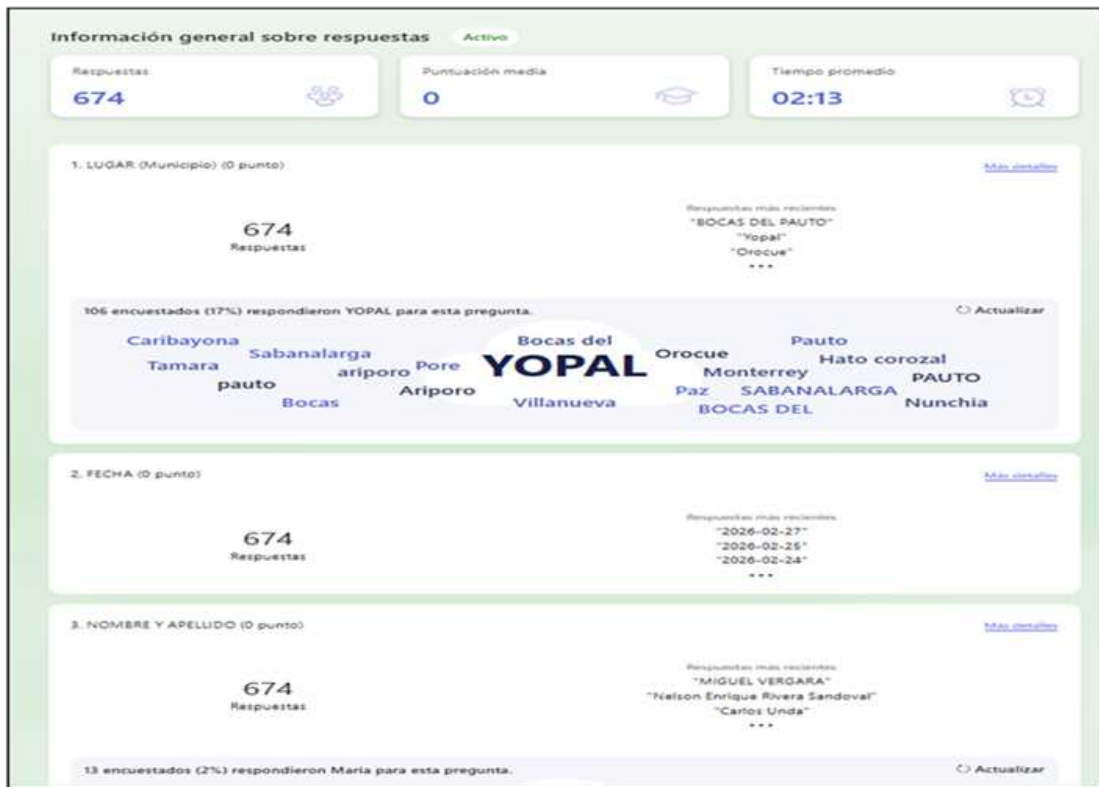 Información general sobre respuestas Activo
Respuestas
674
Puntuación media
0
Tiempo promedio
02:13
1. LUGAR (Municipio) (0 punto)
Más detalles
674
Respuestas
Respuestas más recientes
"BOCAS DEL PAUTO"
"Yopal"
"Orocue"
...
106 encuestados (17%) respondieron YOPAL para esta pregunta.
Actualizar
Caribayona
Sabanalarga
Tamara
ariporo
Pore
pauto
Ariporo
Bocas
Bocas del
YOPAL
Villanueva
Orocue
Pauto
Hato corozal
Monterrey
PAUTO
Paz
SABANALARGA
BOCAS DEL
Nunchia
2. FECHA (0 punto)
Más detalles
674
Respuestas
Respuestas más recientes
"2026-02-27"
"2026-02-25"
"2026-02-24"
...
3. NOMBRE Y APELLIDO (0 punto)
Más detalles
674
Respuestas
Respuestas más recientes
"MIGUEL VERGARA"
"Nelson Enrique Rivera Sandoval"
"Carlos Unda"
...
13 encuestados (2%) respondieron Maria para esta pregunta.
Actualizar